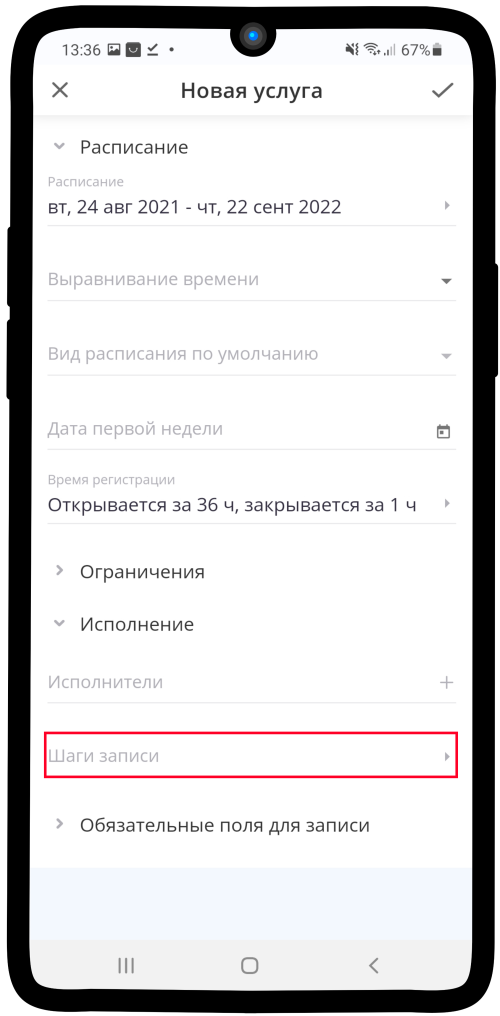 13:36
67%
Новая услуга
Расписание
Расписание
вт, 24 авг 2021 - чт, 22 сент 2022
Выравнивание времени
Вид расписания по умолчанию
Дата первой недели
Время регистрации
Открывается за 36 ч, закрывается за 1 ч
Ограничения
Исполнение
Исполнители
Шаги записи
Обязательные поля для записи